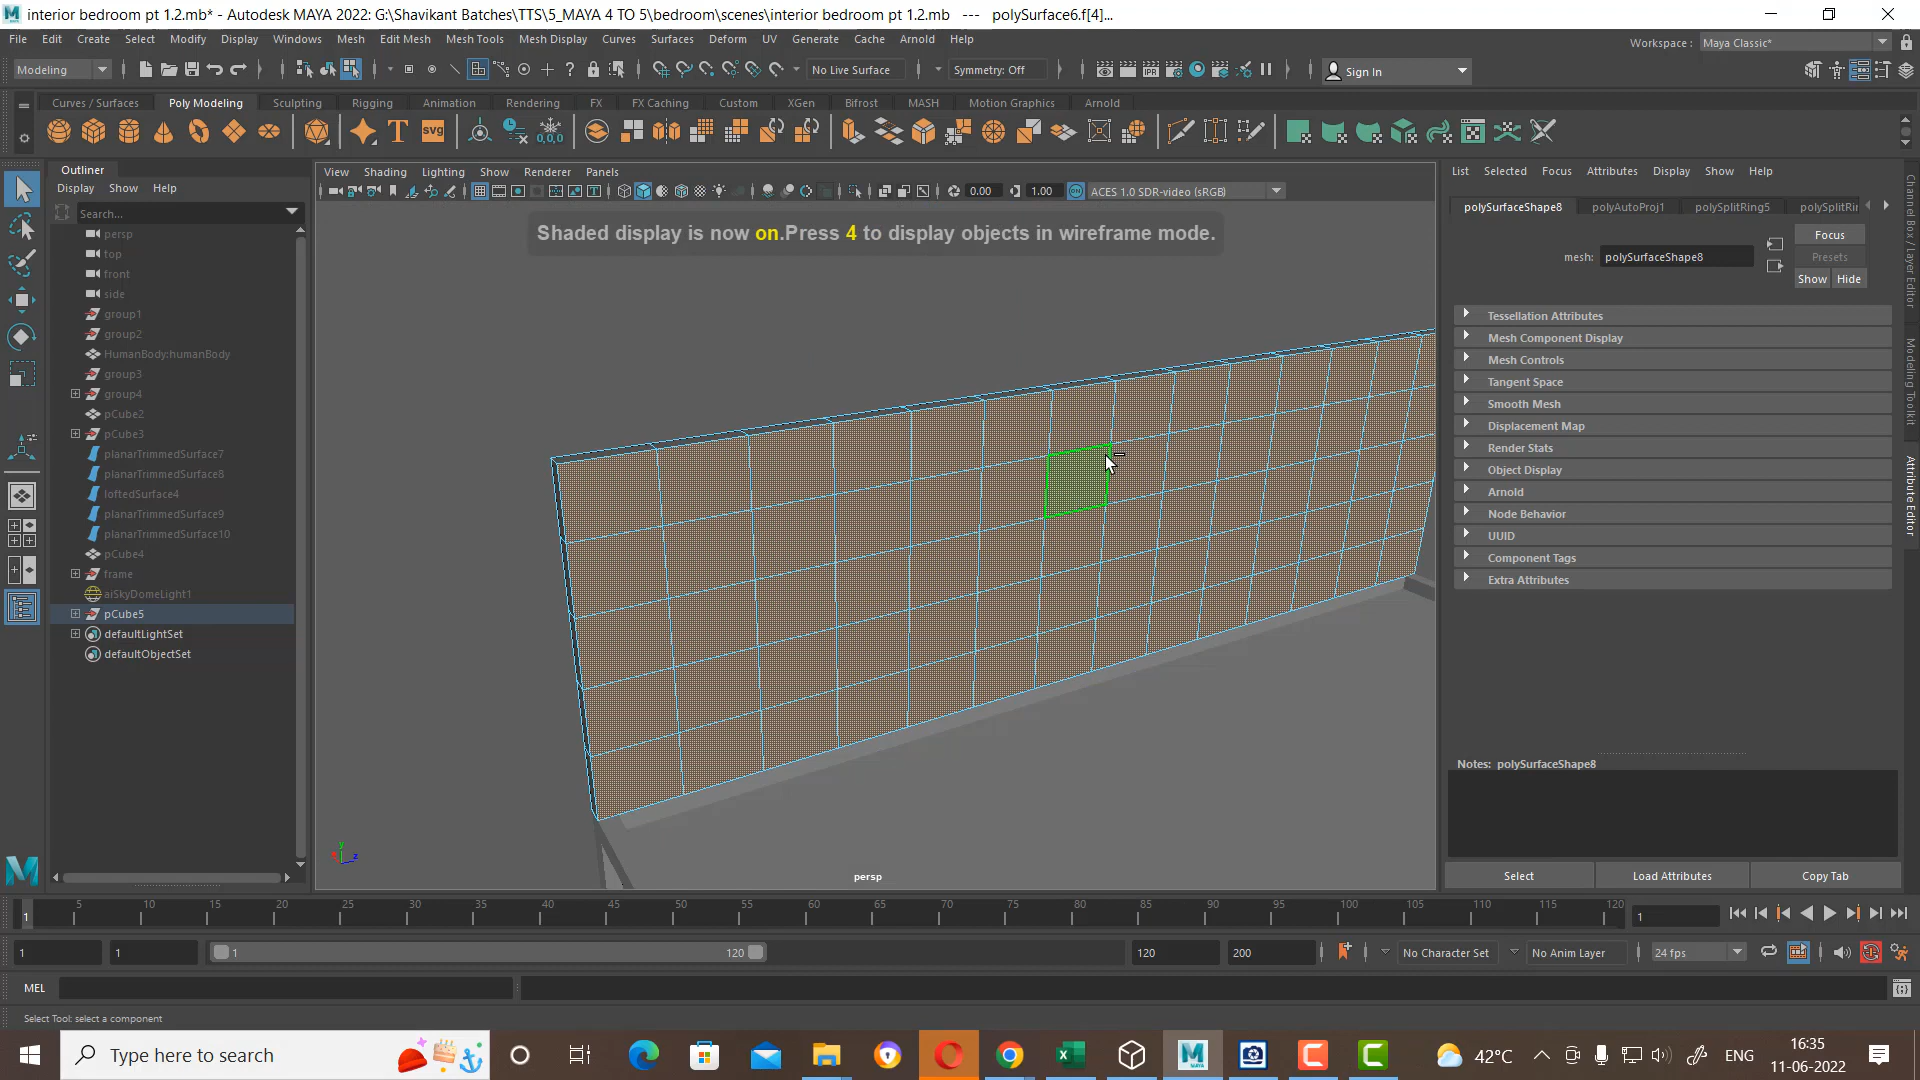 interior bedroom pt 1.2.mb* - Autodesk MAYA 2022: G:\Shavikant Batches\TTS\5_MAYA 4 TO 5\bedroom\scenes\interior bedroom pt 1.2.mb   ---   polySurface6.f[4]...
File Edit Create Select Modify Display Windows Mesh Edit Mesh Mesh Tools Mesh Display Curves Surfaces Deform UV Generate Cache Arnold Help
Workspace : Maya Classic*
Modeling No Live Surface Symmetry: Off IPR Sign In
Curves / Surfaces Poly Modeling Sculpting Rigging Animation Rendering FX FX Caching Custom XGen Bifrost MASH Motion Graphics Arnold
T svg 0,0,0
Outliner
Display Show Help
Search...
persp
top
front
side
group1
group2
HumanBody:humanBody
group3
group4
pCube2
pCube3
planarTrimmedSurface7
planarTrimmedSurface8
loftedSurface4
planarTrimmedSurface9
planarTrimmedSurface10
pCube4
frame
aiSkyDomeLight1
pCube5
defaultLightSet
defaultObjectSet
View Shading Lighting Show Renderer Panels
0.00 1.00 ON ACES 1.0 SDR-video (sRGB)
Shaded display is now on.Press 4 to display objects in wireframe mode.
y
z
persp
List Selected Focus Attributes Display Show Help
polySurfaceShape8 polyAutoProj1 polySplitRing5 polySplitRir
Focus
mesh: polySurfaceShape8
Presets
Show Hide
Tessellation Attributes
Mesh Component Display
Mesh Controls
Tangent Space
Smooth Mesh
Displacement Map
Render Stats
Object Display
Arnold
Node Behavior
UUID
Component Tags
Extra Attributes
Notes: polySurfaceShape8
Select Load Attributes Copy Tab
Channel Box / Layer Editor
Modeling Toolkit
Attribute Editor
1 5 10 15 20 25 30 35 40 45 50 55 60 65 70 75 80 85 90 95 100 105 110 115 120 1
1 1 1 120 120 200 No Character Set No Anim Layer 24 fps
MEL
Select Tool: select a component
Type here to search
42°C ENG
16:35
11-06-2022